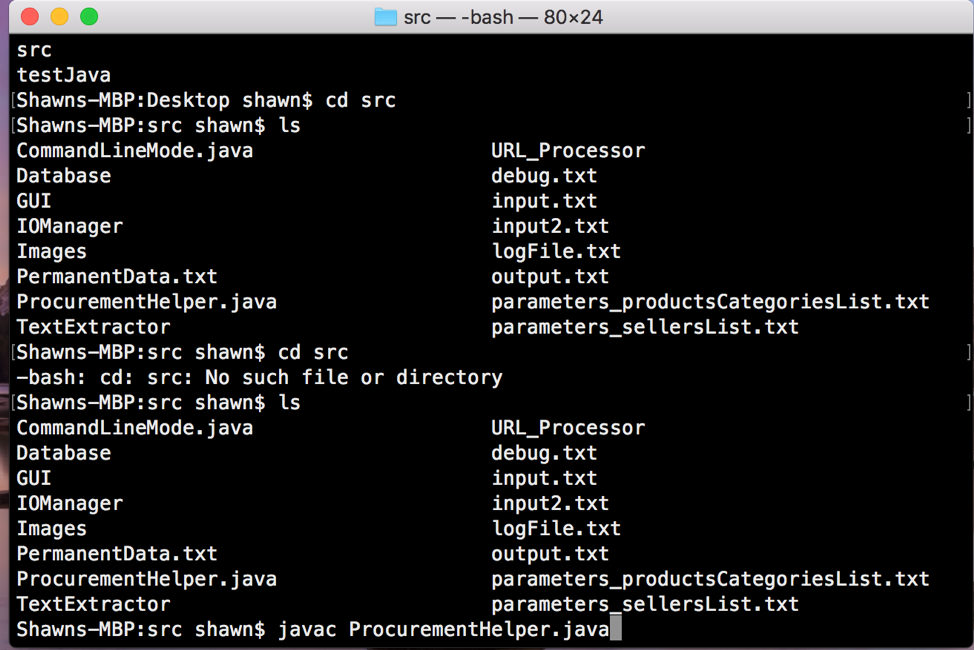 src — -bash — 80×24
src
testJava
[Shawns-MBP:Desktop shawn$ cd src ]
[Shawns-MBP:src shawn$ ls ]
CommandLineMode.java URL_Processor
Database debug.txt
GUI input.txt
IOManager input2.txt
Images logFile.txt
PermanentData.txt output.txt
ProcurementHelper.java parameters_productsCategoriesList.txt
TextExtractor parameters_sellersList.txt
[Shawns-MBP:src shawn$ cd src ]
-bash: cd: src: No such file or directory
[Shawns-MBP:src shawn$ ls ]
CommandLineMode.java URL_Processor
Database debug.txt
GUI input.txt
IOManager input2.txt
Images logFile.txt
PermanentData.txt output.txt
ProcurementHelper.java parameters_productsCategoriesList.txt
TextExtractor parameters_sellersList.txt
Shawns-MBP:src shawn$ javac ProcurementHelper.java